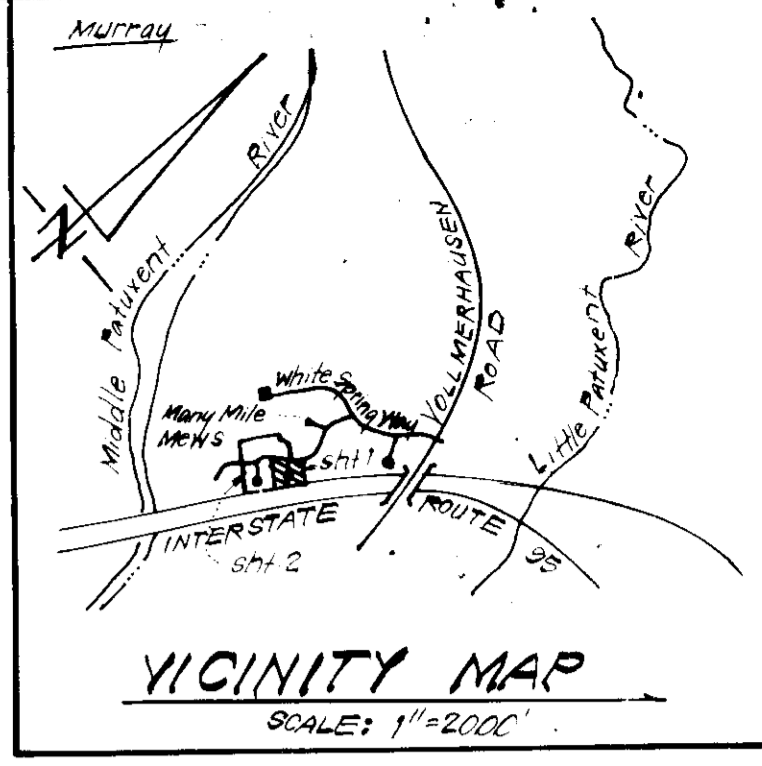 Murray
N
Middle Patuxent River
VOLLMERHAUSEN ROAD
Little Patuxent River
White Spring Way
Many Mile
Mews
sht 1
INTERSTATE ROUTE 95
sht 2
VICINITY MAP
SCALE: 1"=2000'